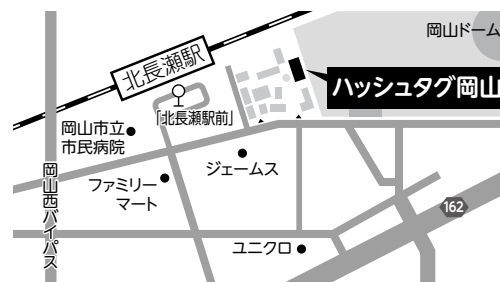 岡山ドーム
北長瀬駅
ハッシュタグ岡山
「北長瀬駅前」
岡山市立
市民病院
ジェームス
岡山西バイパス
ファミリー
マート
162
ユニクロ